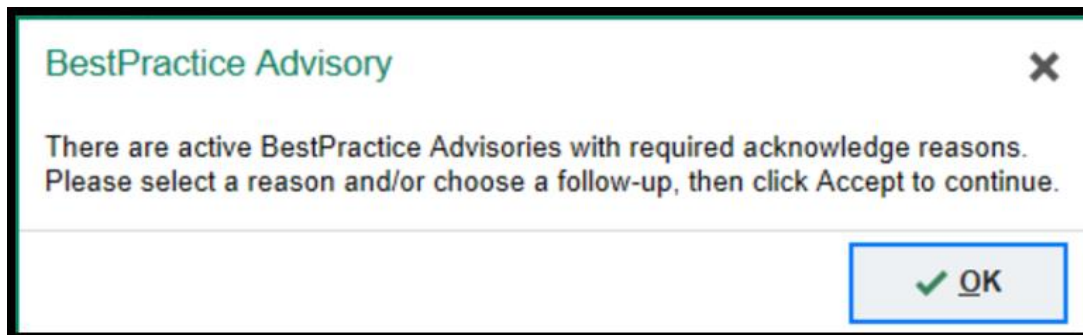 BestPractice Advisory
There are active BestPractice Advisories with required acknowledge reasons.
Please select a reason and/or choose a follow-up, then click Accept to continue.
OK